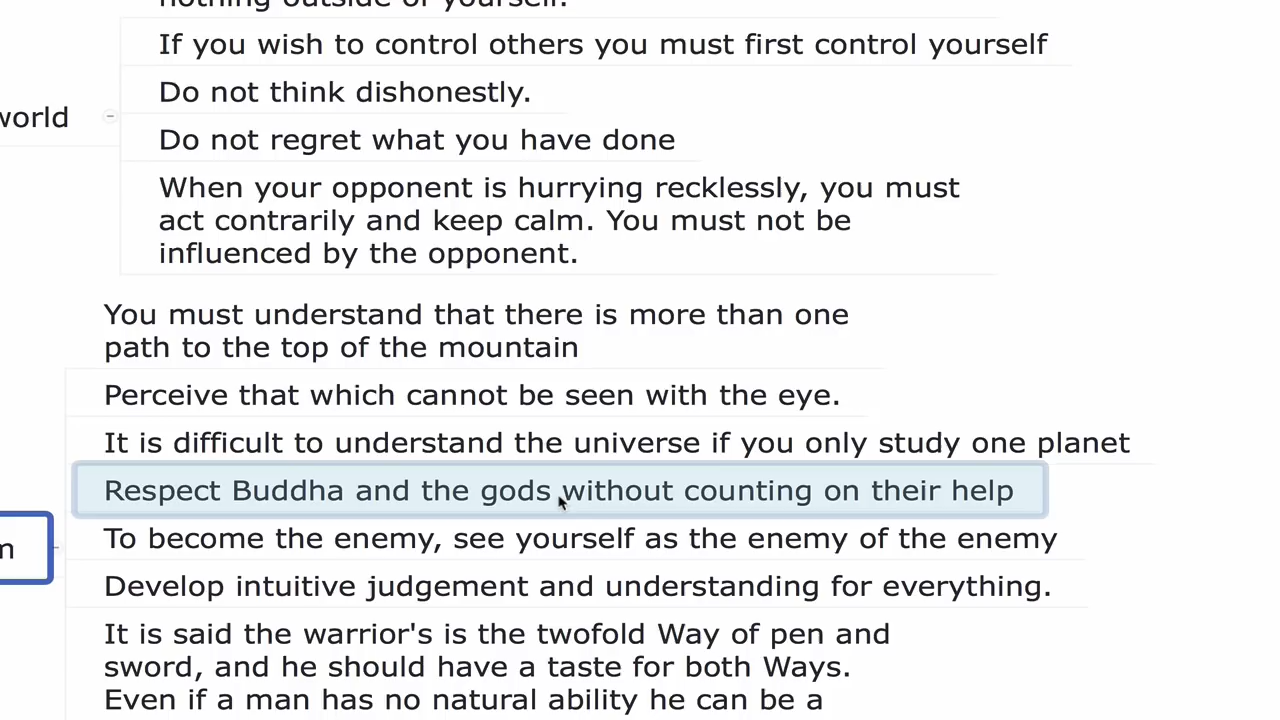 nothing outside of yourself.
If you wish to control others you must first control yourself
Do not think dishonestly.
world
Do not regret what you have done
When your opponent is hurrying recklessly, you must
act contrarily and keep calm. You must not be
influenced by the opponent.
You must understand that there is more than one
path to the top of the mountain
Perceive that which cannot be seen with the eye.
It is difficult to understand the universe if you only study one planet
Respect Buddha and the gods without counting on their help
To become the enemy, see yourself as the enemy of the enemy
m
Develop intuitive judgement and understanding for everything.
It is said the warrior's is the twofold Way of pen and
sword, and he should have a taste for both Ways.
Even if a man has no natural ability he can be a